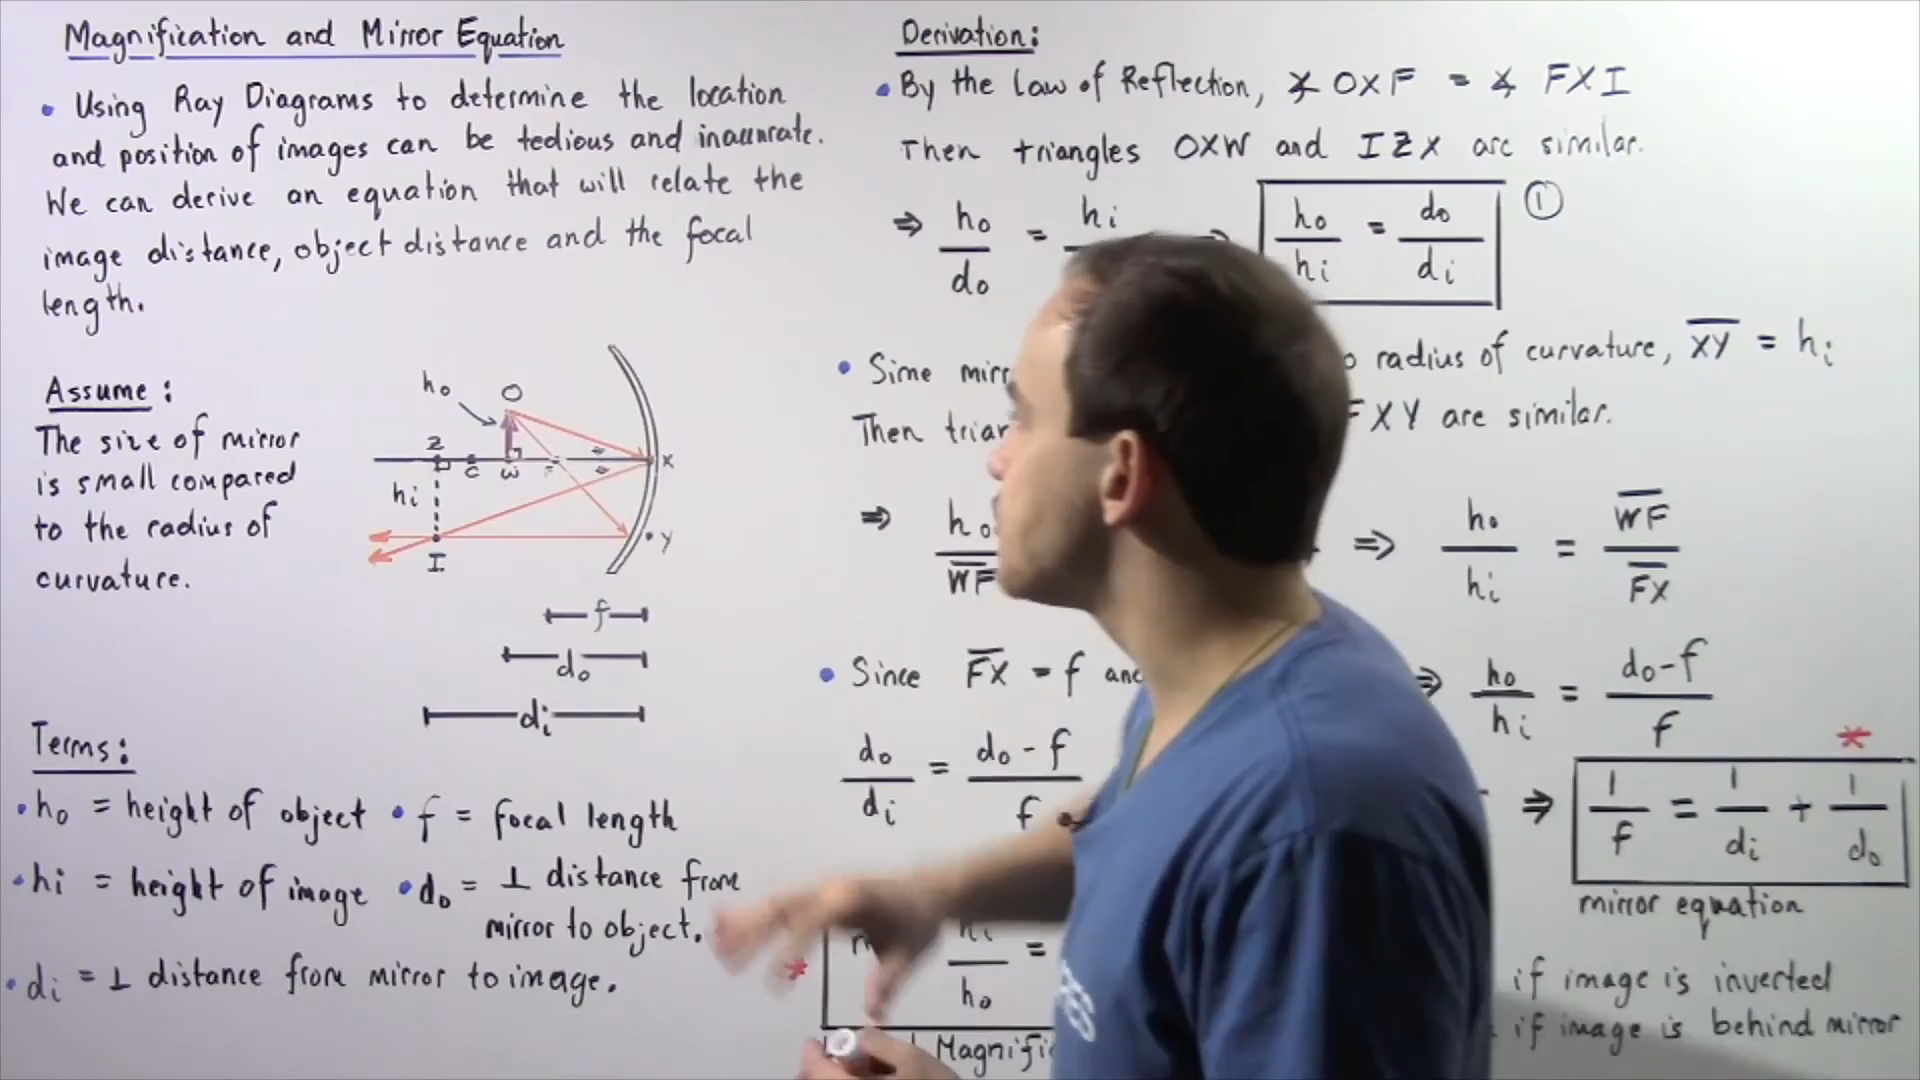 Magnification and Mirror Equation
• Using Ray Diagrams to determine the location
and position of images can be tedious and inaccurate.
We can derive an equation that will relate the
image distance, object distance and the focal
length.
Assume:
The size of mirror
is small compared
to the radius of
curvature.
ho
O
Z
C
W
F
X
hi
I
Y
f
do
di
Terms:
• ho = height of object • f = focal length
• hi = height of image • do = ⊥ distance from
mirror to object.
• di = ⊥ distance from mirror to image.
Derivation:
• By the Law of Reflection, ∡ OXF = ∡ FXI
Then triangles OXW and IZX are similar.
⇒ ho/do = hi ⇒ ho/hi = do/di ①
• Since radius of curvature, XY = hi
Then FXY are similar.
⇒ ho/WF ⇒ ho/hi = WF/FX
• Since FX = f and ⇒ ho/hi = do-f/f
do/di = do-f/f ⇒ 1/f = 1/di + 1/do *
mirror equation
* hi/ho =
if image is inverted
if image is behind mirror